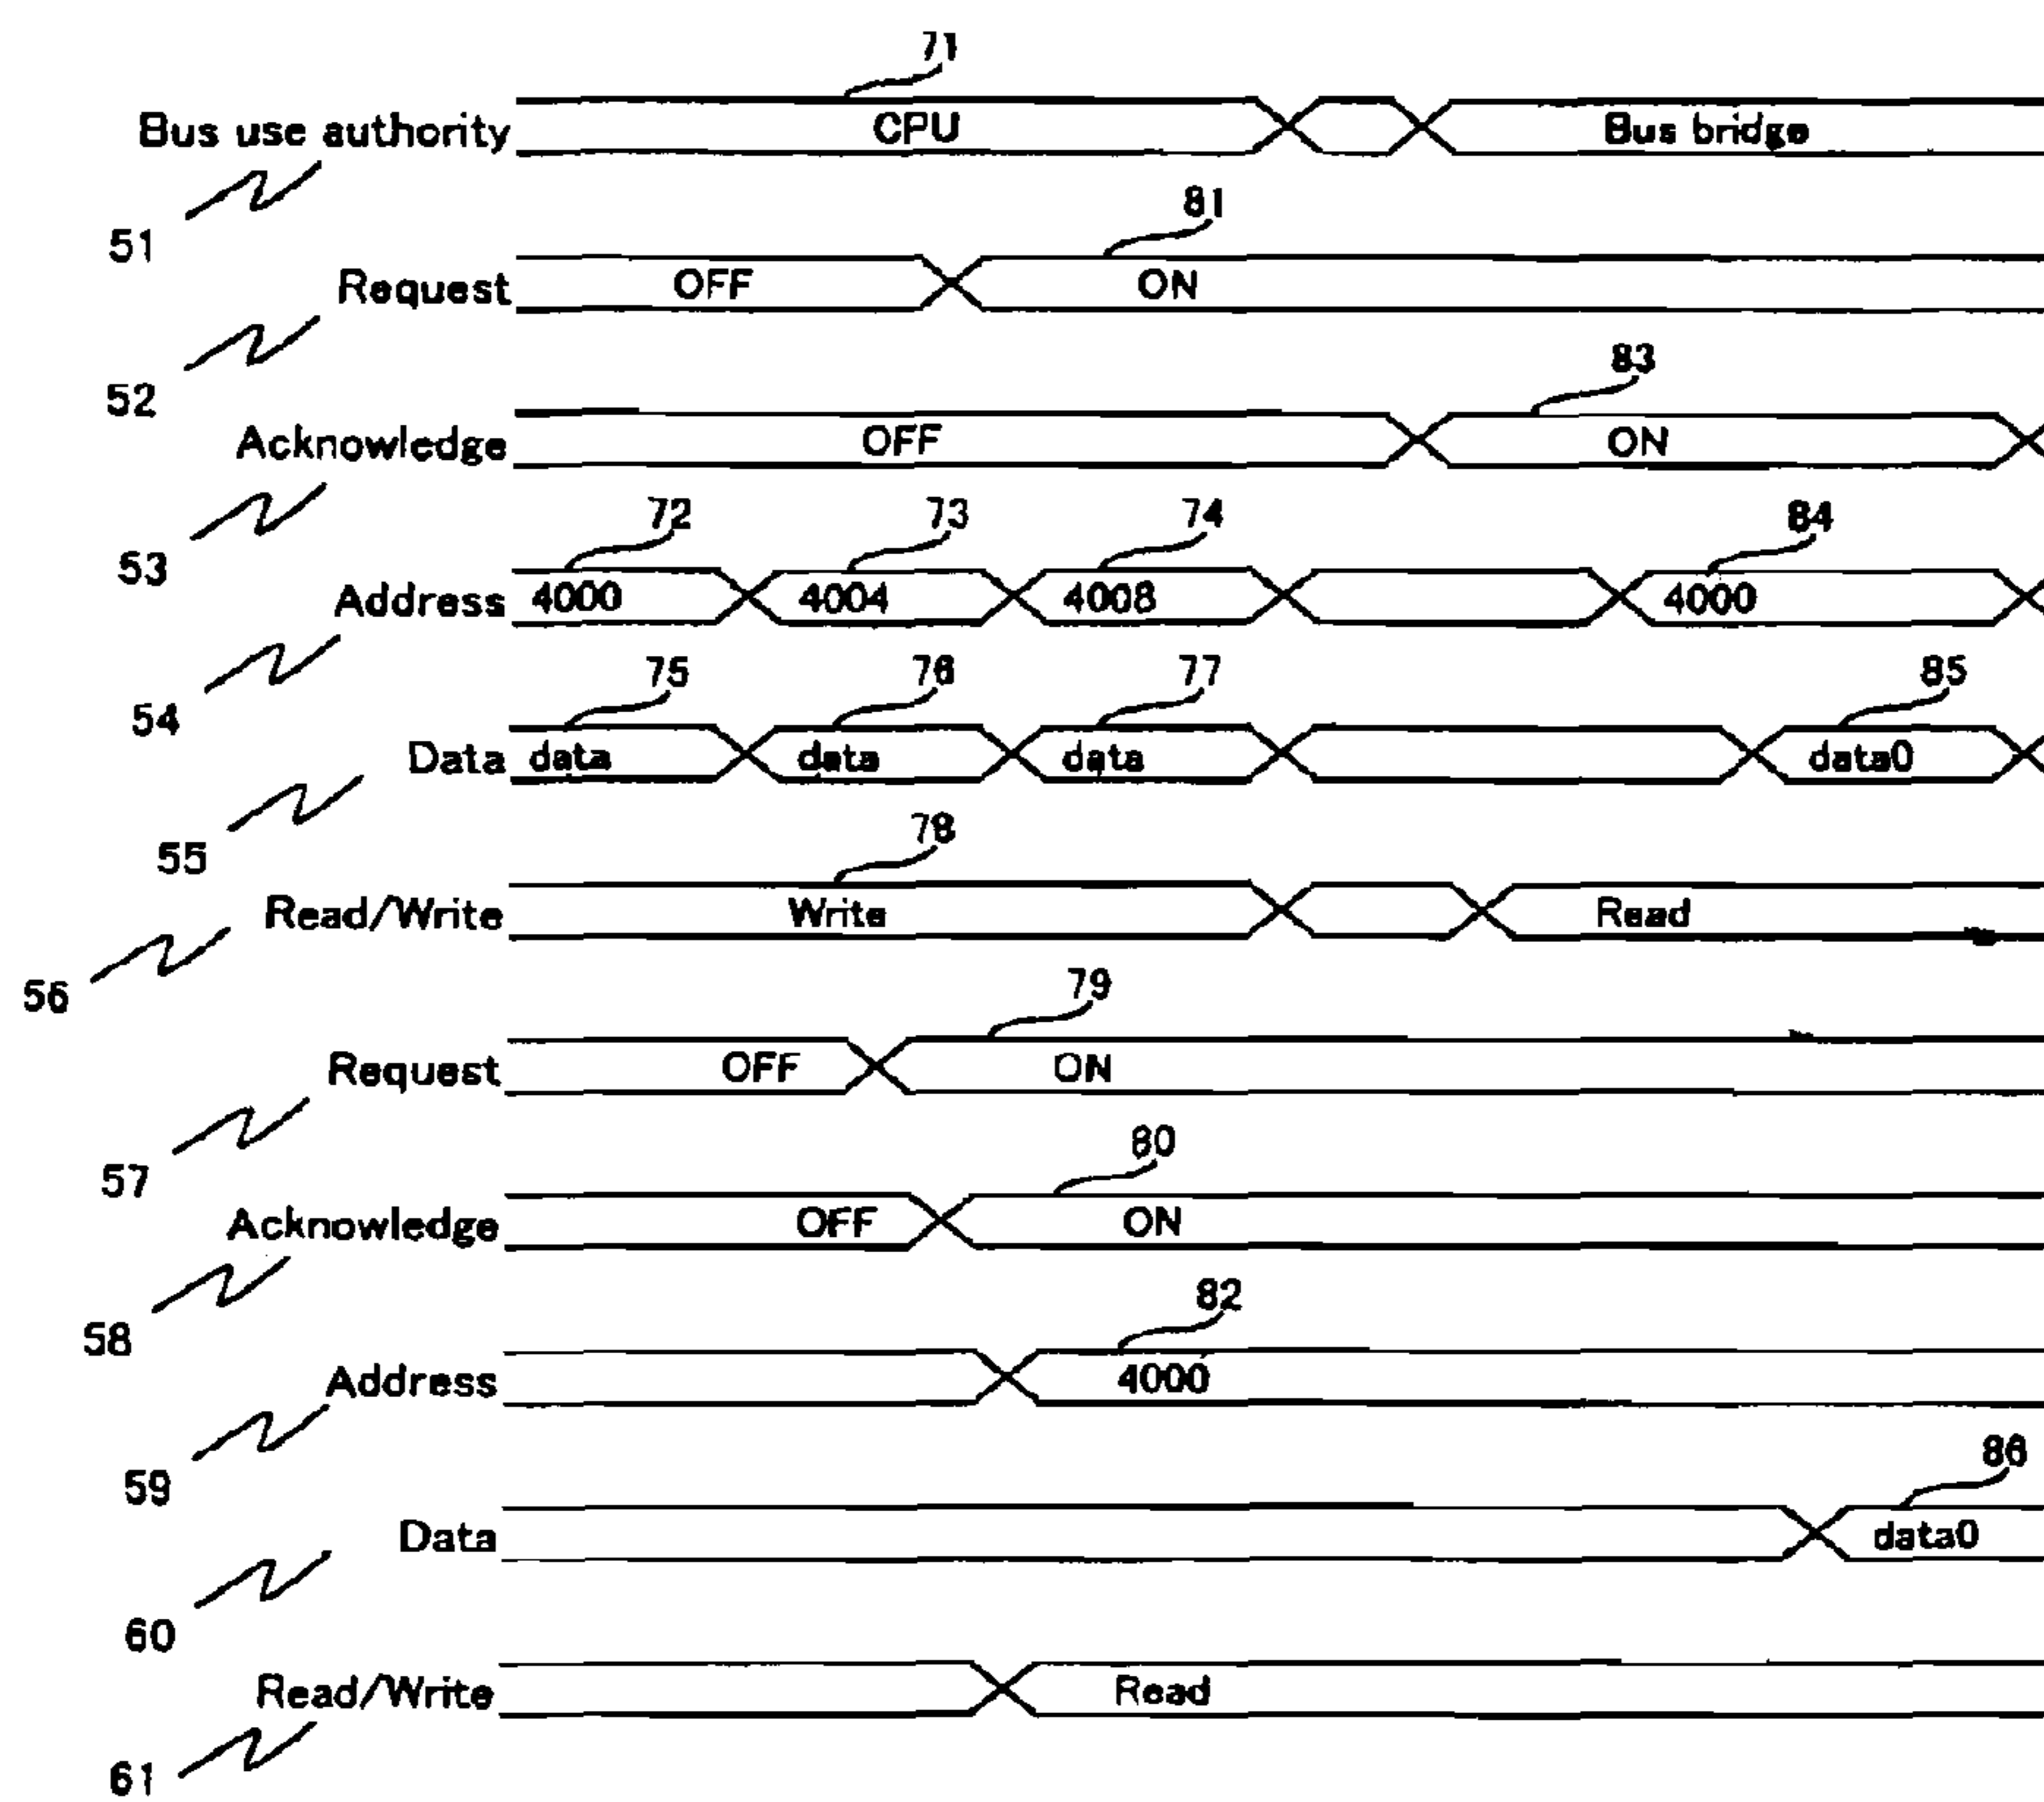 71
Bus use authority CPU Bus bridge
51
81
Request OFF ON
52
83
Acknowledge OFF ON
53
72 73 74 84
Address 4000 4004 4008 4000
54
75 76 77 85
Data data data data data0
55
78
Read/Write Write Read
56
79
Request OFF ON
57
80
Acknowledge OFF ON
58
82
Address 4000
59
86
Data data0
60
Read/Write Read
61